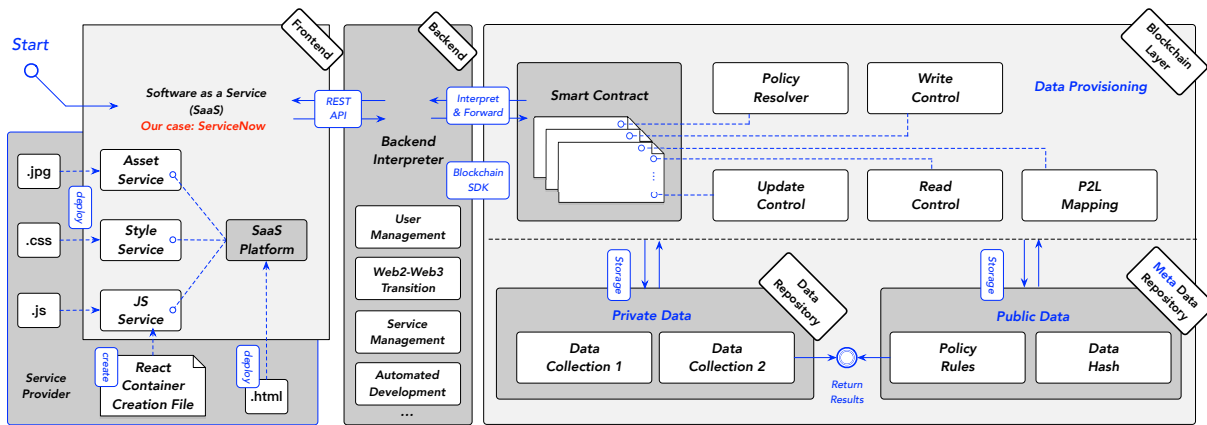 Start
Frontend
Software as a Service
(SaaS)
Our case: ServiceNow
.jpg
Asset
Service
deploy
.css
Style
Service
SaaS
Platform
.js
JS
Service
create
React
Container
Creation File
deploy
.html
Service
Provider
REST
API
Backend
Backend
Interpreter
User
Management
Web2-Web3
Transition
Service
Management
Automated
Development
...
Interpret
& Forward
Blockchain
SDK
Blockchain
Layer
Smart Contract
...
Policy
Resolver
Write
Control
Data Provisioning
Update
Control
Read
Control
P2L
Mapping
Storage
Storage
Data
Repository
Private Data
Data
Collection 1
Data
Collection 2
Return
Results
Meta Data
Repository
Public Data
Policy
Rules
Data
Hash